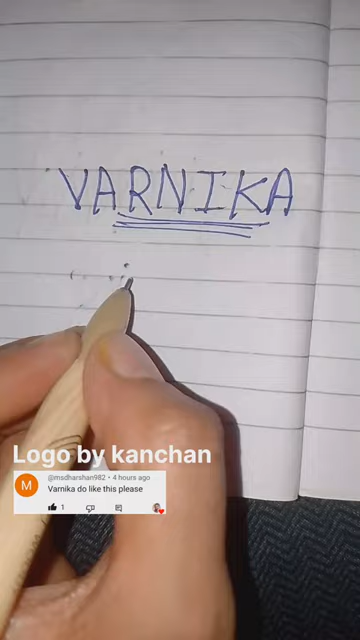 VARNIKA
Logo by kanchan
M
@msdharshan982 • 4 hours ago
Varnika do like this please
1